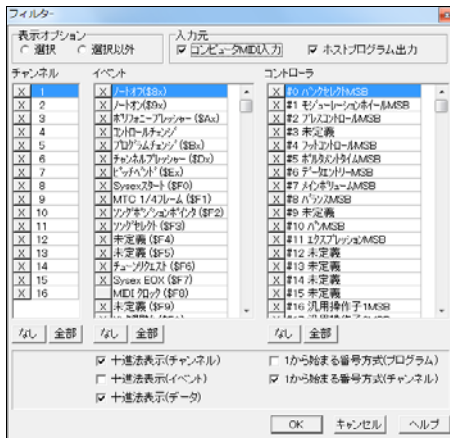 フィルター
表示オプション
選択
選択以外
入力元
コンピュータMIDI入力
ホストプログラム出力
チャンネル
X 1
X 2
X 3
X 4
X 5
X 6
X 7
X 8
X 9
X 10
X 11
X 12
X 13
X 14
X 15
X 16
なし
全部
イベント
X ノートオフ($8x)
X ノートオン($9x)
X ポリフォニープレッシャー ($Ax)
X コントロールチェンジ
X プログラムチェンジ ($Bx)
X チャンネルプレッシャー ($Dx)
X ピッチベンド ($Ex)
X Sysexスタート ($F0)
X MTC 1/4フレーム ($F1)
X ソングポジションポインタ ($F2)
X ソングセレクト ($F3)
X 未定義 ($F4)
X 未定義 ($F5)
X チューンリクエスト ($F6)
X Sysex EOX ($F7)
MIDI クロック ($F8)
X 未定義 ($F9)
なし
全部
コントローラ
X #0 バンクセレクトMSB
X #1 モジュレーションホイールMSB
X #2 ブレスコントロールMSB
X #3 未定義
X #4 フットコントロールMSB
X #5 ポルタメントタイムMSB
X #6 データエントリーMSB
X #7 メインボリュームMSB
X #8 バランスMSB
X #9 未定義
X #10 パンMSB
X #11 エクスプレッションMSB
X #12 未定義
X #13 未定義
X #14 未定義
X #15 未定義
X #16 汎用操作子1MSB
なし
全部
十進法表示(チャンネル)
十進法表示(イベント)
十進法表示(データ)
1から始まる番号方式(プログラム)
1から始まる番号方式(チャンネル)
OK
キャンセル
ヘルプ